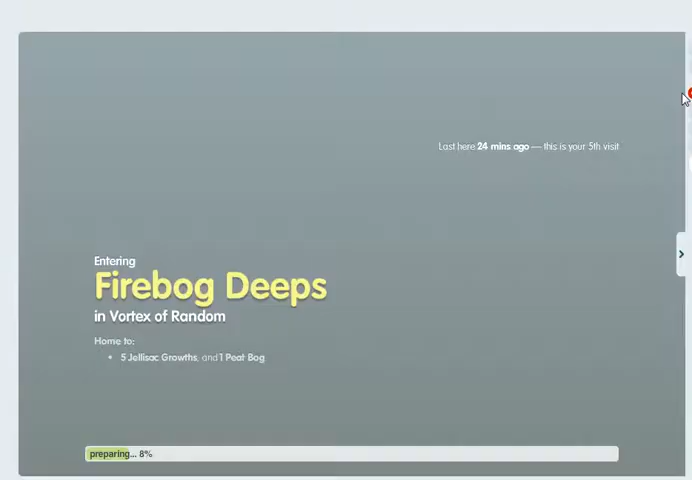 Last here 24 mins ago — this is your 5th visit
Entering
Firebog Deeps
in Vortex of Random
Home to:
• 5 Jellisac Growths, and 1 Peat Bog
preparing... 8%